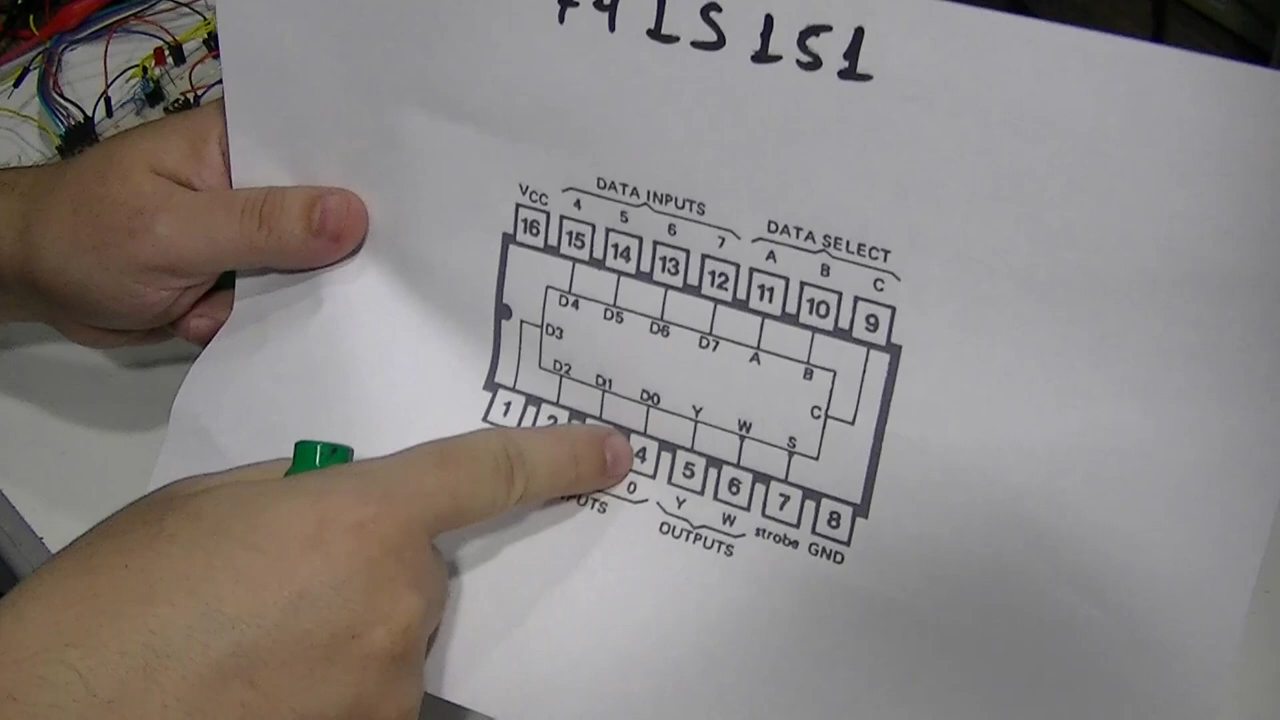 74LS151
DATA INPUTS
DATA SELECT
VCC 4 5 6 7 A B C
16 15 14 13 12 11 10 9
D4 D5 D6 D7 A B
D3
C
D2 D1 D0 Y W S
1 2 4 5 6 7 8
0 Y W strobe GND
OUTPUTS